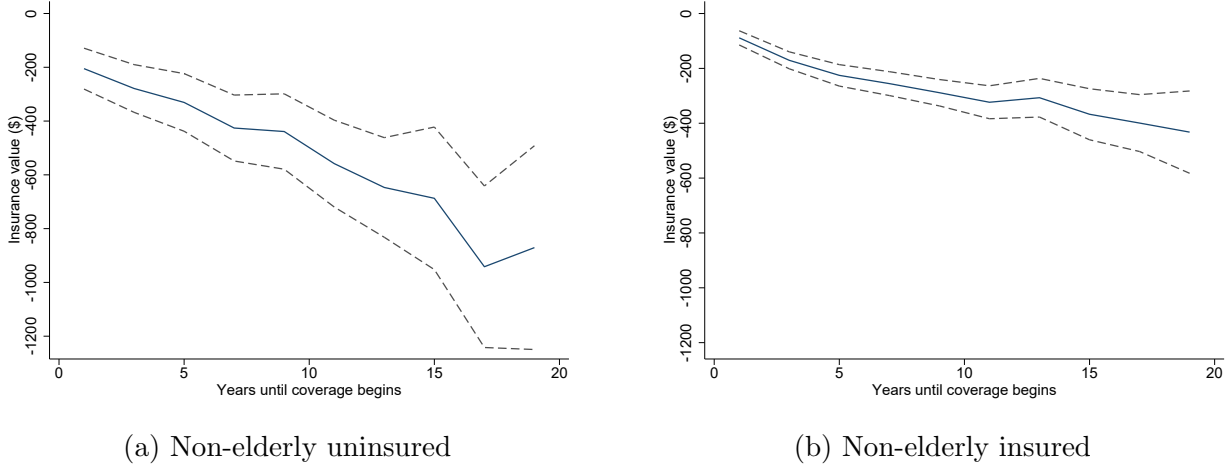 0
-200
-400
-600
-800
-1000
-1200
Insurance value ($)
0 5 10 15 20
Years until coverage begins
(a) Non-elderly uninsured
0
-200
-400
-600
-800
-1000
-1200
Insurance value ($)
0 5 10 15 20
Years until coverage begins
(b) Non-elderly insured